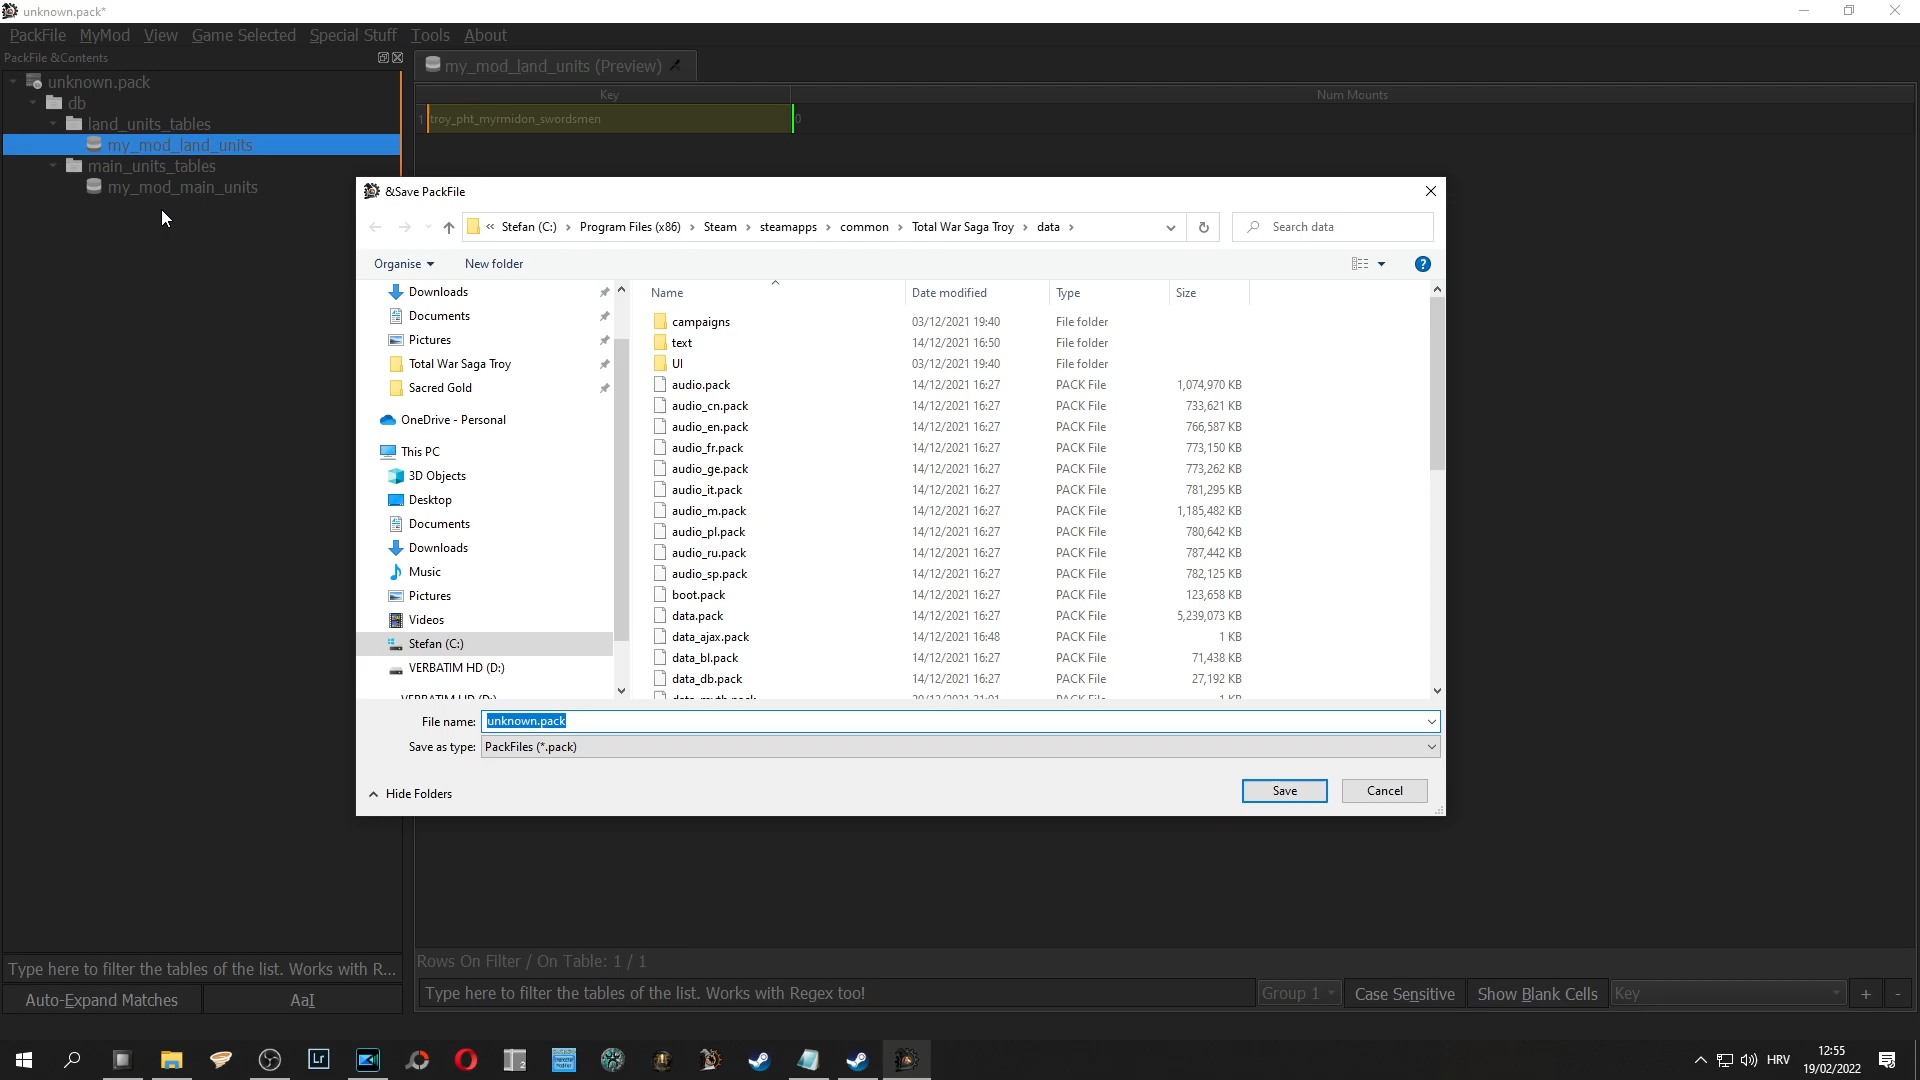 unknown.pack*
PackFile MyMod View Game Selected Special Stuff Tools About
PackFile &Contents
my_mod_land_units (Preview)
unknown.pack
db
land_units_tables
my_mod_land_units
main_units_tables
my_mod_main_units
Key Num Mounts
1 troy_pht_myrmidon_swordsmen 0
&Save PackFile
« Stefan (C:) › Program Files (x86) › Steam › steamapps › common › Total War Saga Troy › data ›
Search data
Organise New folder
Downloads
Documents
Pictures
Total War Saga Troy
Sacred Gold
OneDrive - Personal
This PC
3D Objects
Desktop
Documents
Downloads
Music
Pictures
Videos
Stefan (C:)
VERBATIM HD (D:)
VERBATIM HD (D:)
Name Date modified Type Size
campaigns 03/12/2021 19:40 File folder
text 14/12/2021 16:50 File folder
UI 03/12/2021 19:40 File folder
audio.pack 14/12/2021 16:27 PACK File 1,074,970 KB
audio_cn.pack 14/12/2021 16:27 PACK File 733,621 KB
audio_en.pack 14/12/2021 16:27 PACK File 766,587 KB
audio_fr.pack 14/12/2021 16:27 PACK File 773,150 KB
audio_ge.pack 14/12/2021 16:27 PACK File 773,262 KB
audio_it.pack 14/12/2021 16:27 PACK File 781,295 KB
audio_m.pack 14/12/2021 16:27 PACK File 1,185,482 KB
audio_pl.pack 14/12/2021 16:27 PACK File 780,642 KB
audio_ru.pack 14/12/2021 16:27 PACK File 787,442 KB
audio_sp.pack 14/12/2021 16:27 PACK File 782,125 KB
boot.pack 14/12/2021 16:27 PACK File 123,658 KB
data.pack 14/12/2021 16:27 PACK File 5,239,073 KB
data_ajax.pack 14/12/2021 16:48 PACK File 1 KB
data_bl.pack 14/12/2021 16:27 PACK File 71,438 KB
data_db.pack 14/12/2021 16:27 PACK File 27,192 KB
File name: unknown.pack
Save as type: PackFiles (*.pack)
Hide Folders
Save Cancel
Rows On Filter / On Table: 1 / 1
Type here to filter the tables of the list. Works with R...
Auto-Expand Matches AaI
Type here to filter the tables of the list. Works with Regex too! Group 1 Case Sensitive Show Blank Cells Key + -
Lr
HRV
12:55
19/02/2022